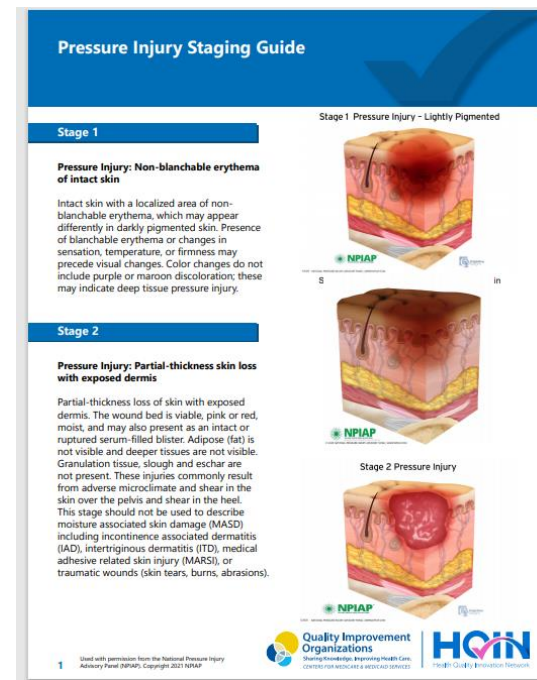 Pressure Injury Staging Guide
Stage 1
Pressure Injury: Non-blanchable erythema
of intact skin
Intact skin with a localized area of non-
blanchable erythema, which may appear
differently in darkly pigmented skin. Presence
of blanchable erythema or changes in
sensation, temperature, or firmness may
precede visual changes. Color changes do not
include purple or maroon discoloration; these
may indicate deep tissue pressure injury.
Stage 1 Pressure Injury - Lightly Pigmented
NPIAP
S
in
NPIAP
Stage 2
Pressure Injury: Partial-thickness skin loss
with exposed dermis
Partial-thickness loss of skin with exposed
dermis. The wound bed is viable, pink or red,
moist, and may also present as an intact or
ruptured serum-filled blister. Adipose (fat) is
not visible and deeper tissues are not visible.
Granulation tissue, slough and eschar are
not present. These injuries commonly result
from adverse microclimate and shear in the
skin over the pelvis and shear in the heel.
This stage should not be used to describe
moisture associated skin damage (MASD)
including incontinence associated dermatitis
(IAD), intertriginous dermatitis (ITD), medical
adhesive related skin injury (MARSI), or
traumatic wounds (skin tears, burns, abrasions).
Stage 2 Pressure Injury
NPIAP
1
Used with permission from the National Pressure Injury
Advisory Panel (NPIAP). Copyright 2021 NPIAP
Quality Improvement
Organizations
Sharing Knowledge. Improving Health Care.
CENTERS FOR MEDICARE & MEDICAID SERVICES
HQIN
Health Quality Innovation Network